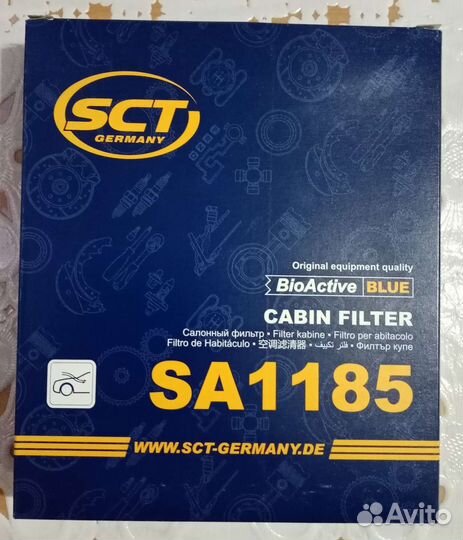 SCT
GERMANY
Original equipment quality
BioActive BLUE
CABIN FILTER
Салонный фильтр • Filter kabine • Filtro per abitacolo
Filtro de Habitáculo • 空调滤清器 • فلتر تكييف • Филтър купе
SA1185
WWW.SCT-GERMANY.DE
Avito